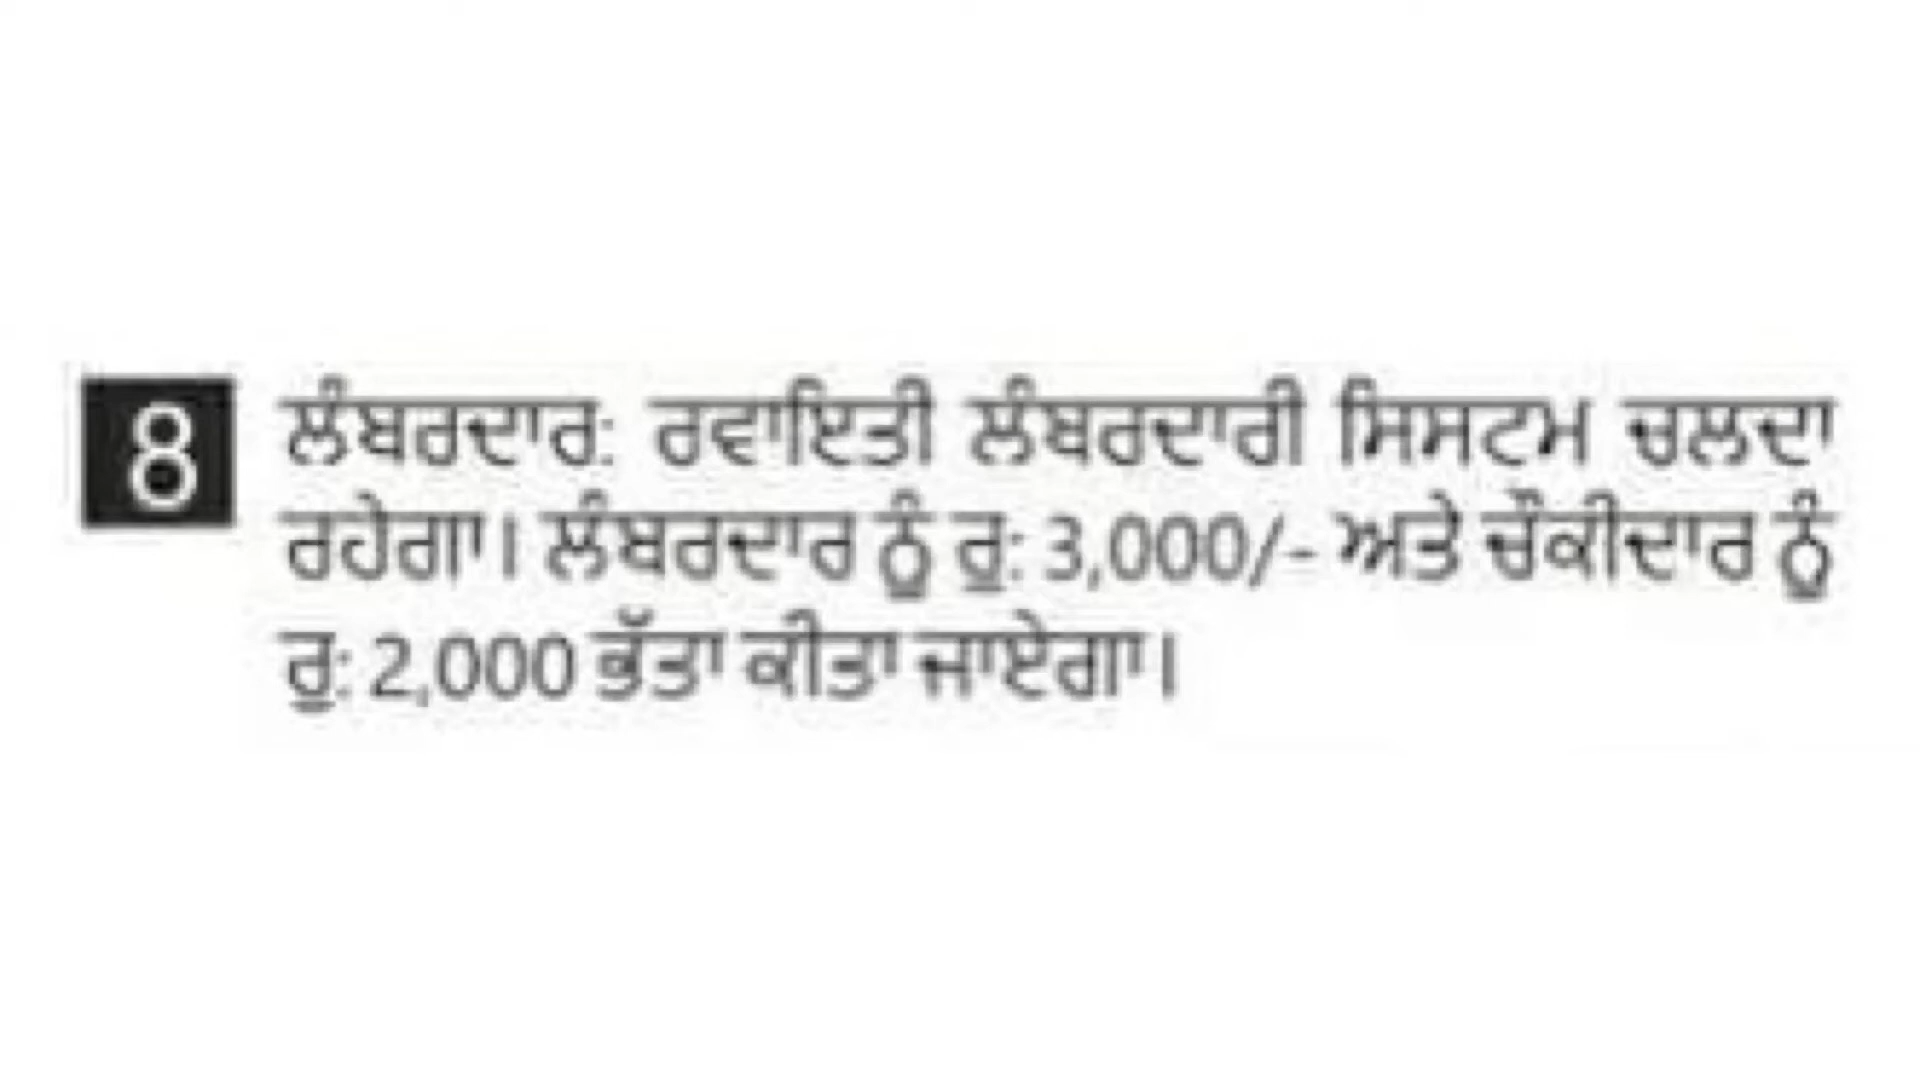 8 ਲੰਬਰਦਾਰ: ਰਵਾਇਤੀ ਲੰਬਰਦਾਰੀ ਸਿਸਟਮ ਚਲਦਾ
ਰਹੇਗਾ। ਲੰਬਰਦਾਰ ਨੂੰ ਰੁ: 3,000/- ਅਤੇ ਚੌਕੀਦਾਰ ਨੂੰ
ਰੁ: 2,000 ਭੱਤਾ ਕੀਤਾ ਜਾਏਗਾ।